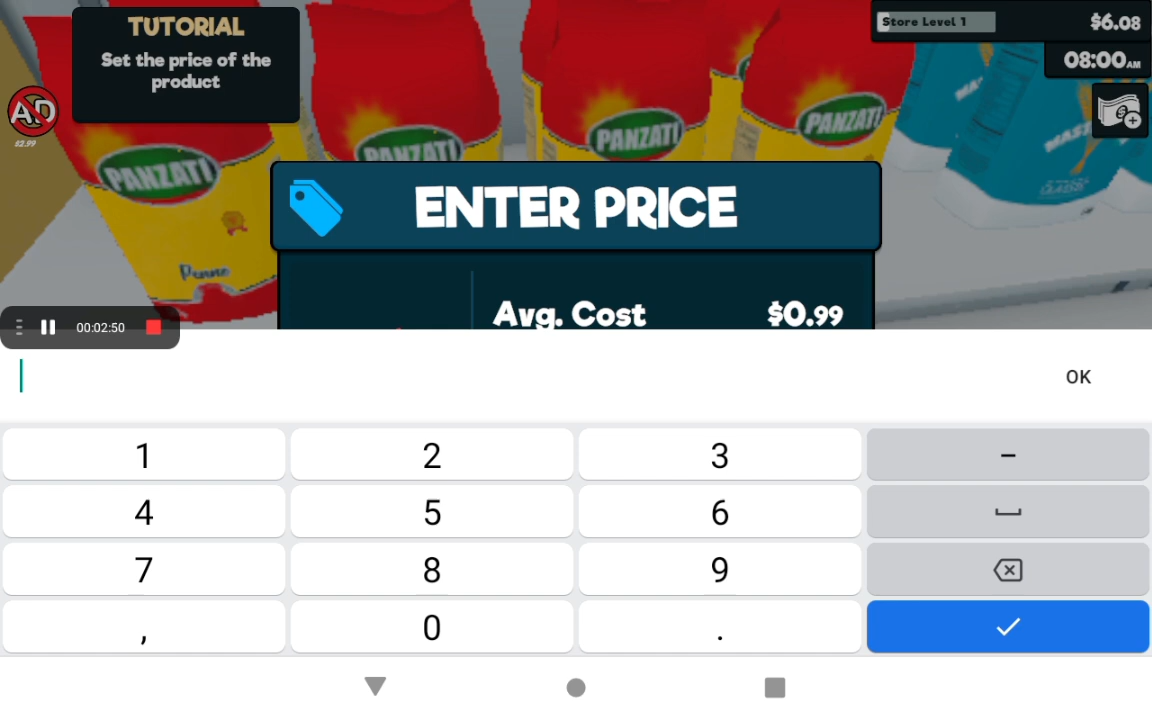 TUTORIAL
Set the price of the
product
Store Level 1
$6.08
08:00AM
AD
$2.99
PANZATI
PANZATI
PANZATI
PANZATI
Penne
ENTER PRICE
Avg. Cost
$0.99
00:02:50
OK
1
2
3
–
4
5
6
7
8
9
,
0
.